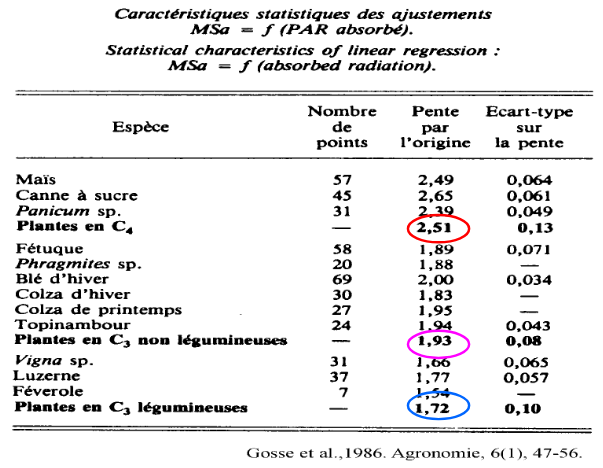 Caractéristiques statistiques des ajustements
MSa = f (PAR absorbé).
Statistical characteristics of linear regression :
MSa = f (absorbed radiation).
Espèce Nombre de points Pente par l'origine Ecart-type sur la pente
Maïs 57 2,49 0,064
Canne à sucre 45 2,65 0,061
Panicum sp. 31 2,39 0,049
Plantes en C₄ — 2,51 0,13
Fétuque 58 1,89 0,071
Phragmites sp. 20 1,88 —
Blé d'hiver 69 2,00 0,034
Colza d'hiver 30 1,83 —
Colza de printemps 27 1,95 —
Topinambour 24 1,94 0,043
Plantes en C₃ non légumineuses — 1,93 0,08
Vigna sp. 31 1,66 0,065
Luzerne 37 1,77 0,057
Féverole 7 1,54 —
Plantes en C₃ légumineuses — 1,72 0,10
Gosse et al.,1986. Agronomie, 6(1), 47-56.